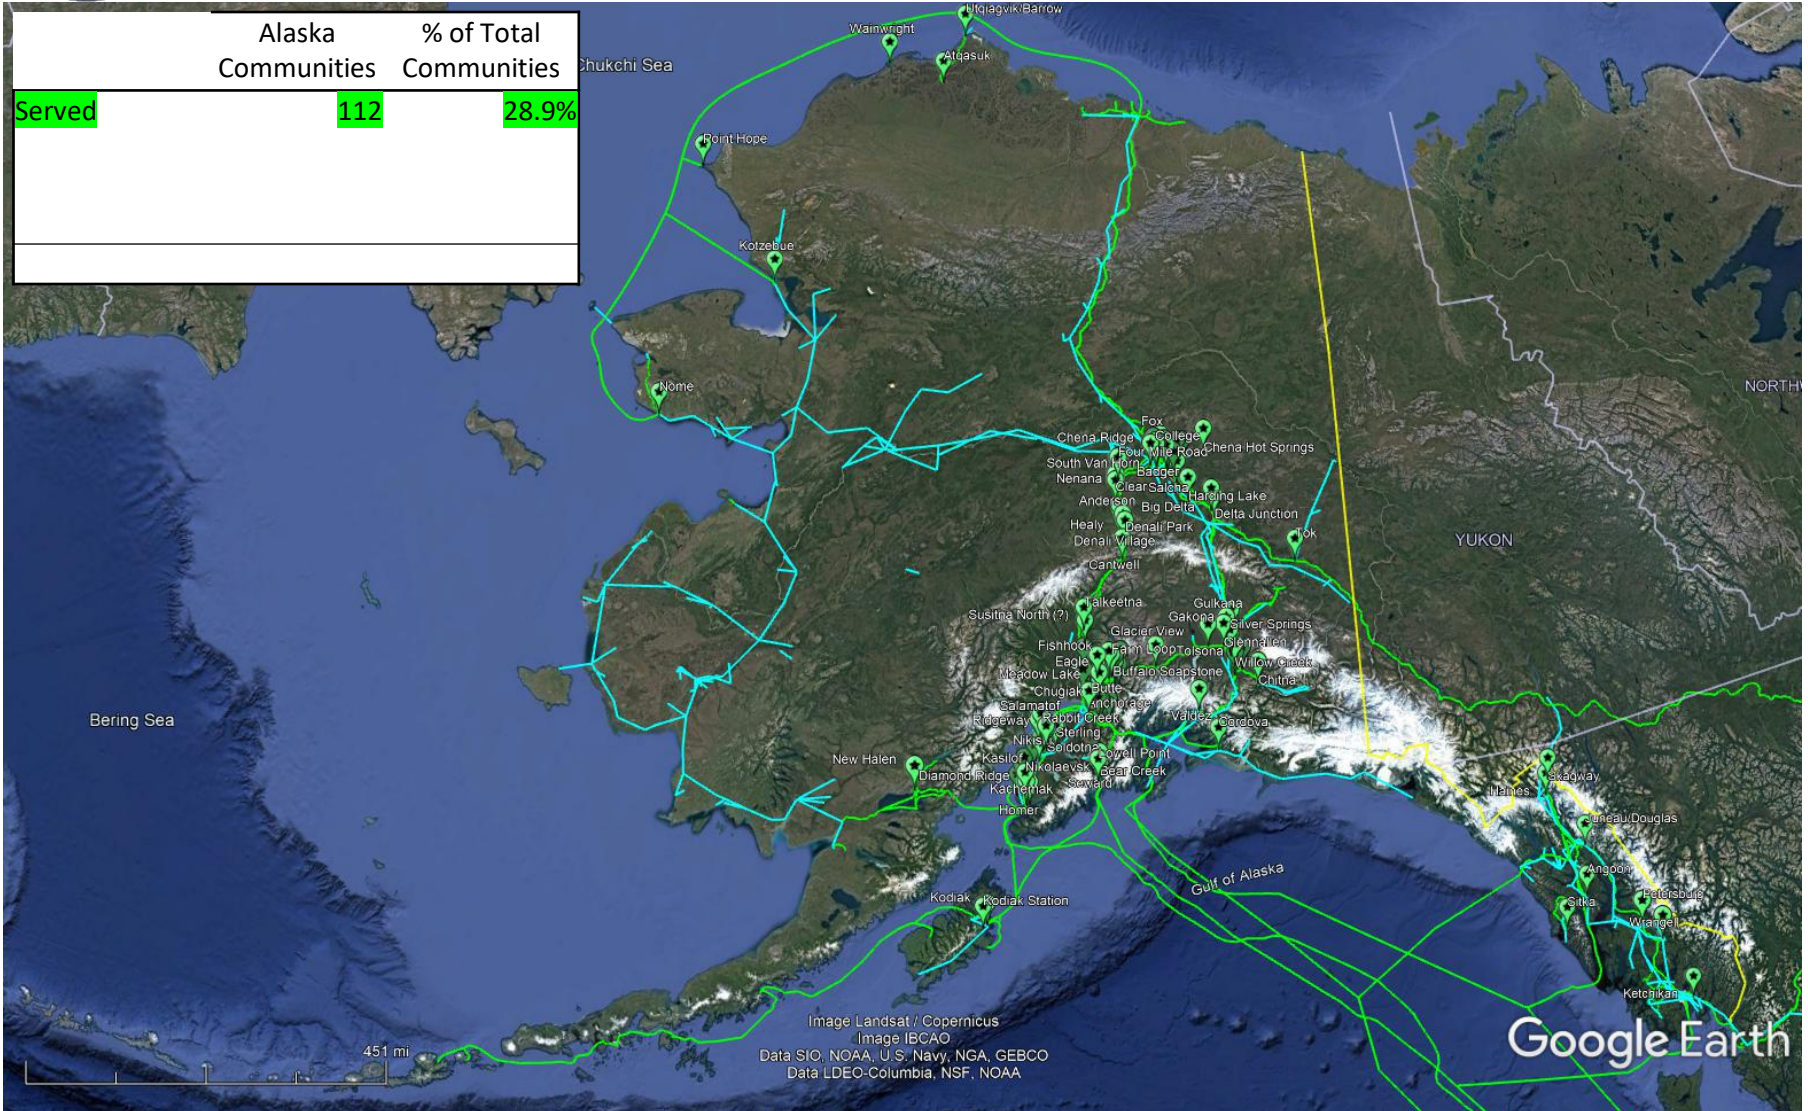 Alaska Communities
% of Total Communities
Served 112 28.9%
Utqiagvik/Barrow
Wainwright
Atqasuk
Chukchi Sea
Point Hope
Kotzebue
Nome
NORTHW
Fox
Chena Ridge
College
Chena Hot Springs
Four Mile Road
South Van Horn
Badger
Nenana
Clear
Salcha
Harding Lake
Anderson
Big Delta
Delta Junction
Healy
Denali Park
Tok
Denali Village
YUKON
Cantwell
Talkeetna
Gulkana
Susitna North (?)
Gakona
Silver Springs
Glacier View
Glennallen
Fishhook
Farm Loop
Tolsona
Eagle
Willow Creek
Meadow Lake
Buffalo Soapstone
Chitna
Chugiak
Butte
Anchorage
Salamatof
Ridgeway
Rabbit Creek
Valdez
Cordova
Bering Sea
Sterling
Nikis
Soldotna
Lowell Point
New Halen
Kasilof
Nikolaevsk
Bear Creek
Diamond Ridge
Seward
Kachemak
Homer
Skagway
Haines
Juneau/Douglas
Gulf of Alaska
Angoon
Kodiak
Kodiak Station
Sitka
Petersburg
Wrangell
Ketchikan
Image Landsat / Copernicus
Image IBCAO
Data SIO, NOAA, U.S. Navy, NGA, GEBCO
Data LDEO-Columbia, NSF, NOAA
451 mi
Google Earth